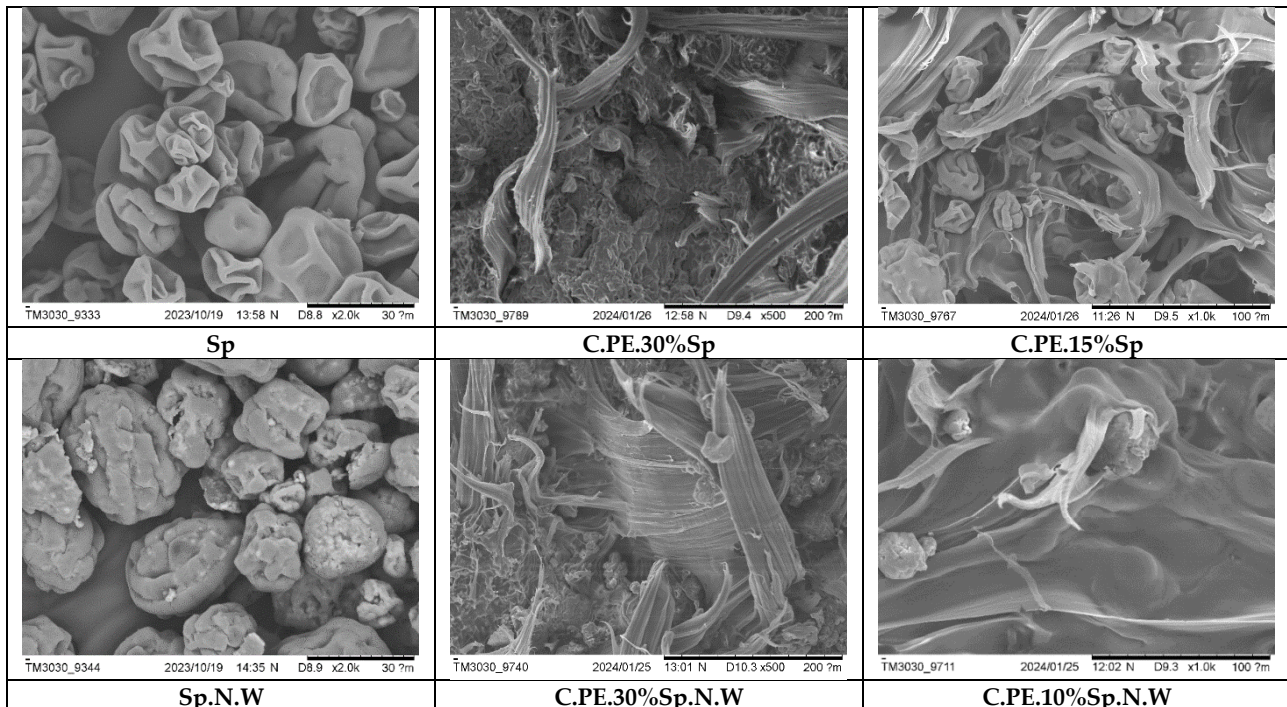 TM3030_9333 2023/10/19 13:58 N D8.8 x2.0k 30 ?m
TM3030_9789 2024/01/26 12:58 N D9.4 x500 200 ?m
TM3030_9767 2024/01/26 11:26 N D9.5 x1.0k 100 ?m
Sp
C.PE.30%Sp
C.PE.15%Sp
TM3030_9344 2023/10/19 14:35 N D8.9 x2.0k 30 ?m
TM3030_9740 2024/01/25 13:01 N D10.3 x500 200 ?m
TM3030_9711 2024/01/25 12:02 N D9.3 x1.0k 100 ?m
Sp.N.W
C.PE.30%Sp.N.W
C.PE.10%Sp.N.W